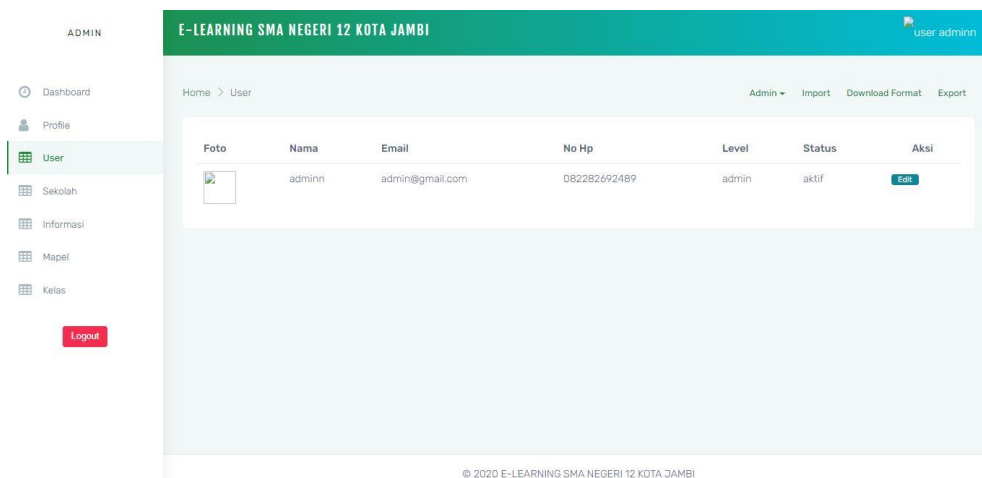 ADMIN
E-LEARNING SMA NEGERI 12 KOTA JAMBI
user adminn
Dashboard
Profile
User
Sekolah
Informasi
Mapel
Kelas
Logout
Home > User
Admin Import Download Format Export
Foto Nama Email No Hp Level Status Aksi
adminn admin@gmail.com 082282692489 admin aktif Edit
© 2020 E-LEARNING SMA NEGERI 12 KOTA JAMBI